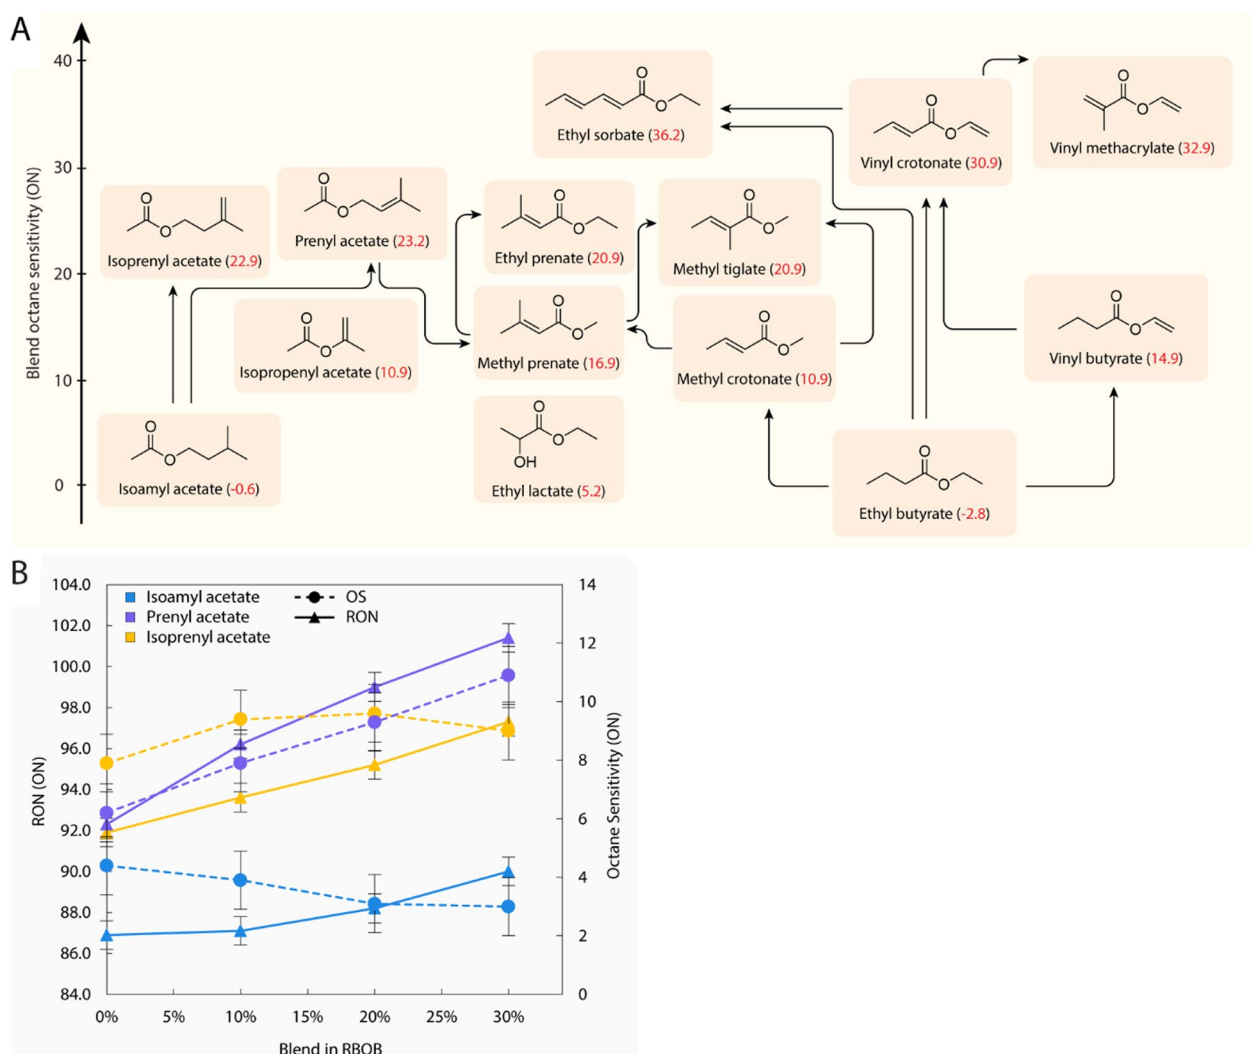 A
Blend octane sensitivity (ON)
40
30
20
10
0
Ethyl sorbate (36.2)
Vinyl crotonate (30.9)
Vinyl methacrylate (32.9)
Isoprenyl acetate (22.9)
Prenyl acetate (23.2)
Ethyl prenate (20.9)
Methyl tiglate (20.9)
Isopropenyl acetate (10.9)
Methyl prenate (16.9)
Methyl crotonate (10.9)
Vinyl butyrate (14.9)
Isoamyl acetate (-0.6)
OH
Ethyl lactate (5.2)
Ethyl butyrate (-2.8)
B
Isoamyl acetate
Prenyl acetate
Isoprenyl acetate
OS
RON
RON (ON)
104.0
102.0
100.0
98.0
96.0
94.0
92.0
90.0
88.0
86.0
84.0
14
12
10
8
6
4
2
0
Octane Sensitivity (ON)
0% 5% 10% 15% 20% 25% 30%
Blend in RBOB